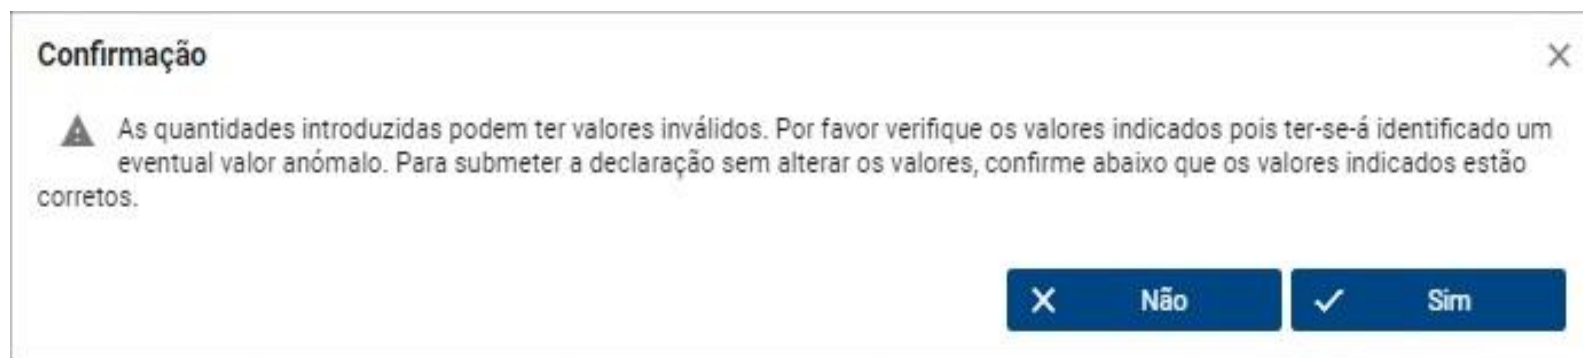 Confirmação
As quantidades introduzidas podem ter valores inválidos. Por favor verifique os valores indicados pois ter-se-á identificado um
eventual valor anómalo. Para submeter a declaração sem alterar os valores, confirme abaixo que os valores indicados estão
corretos.
Não
Sim